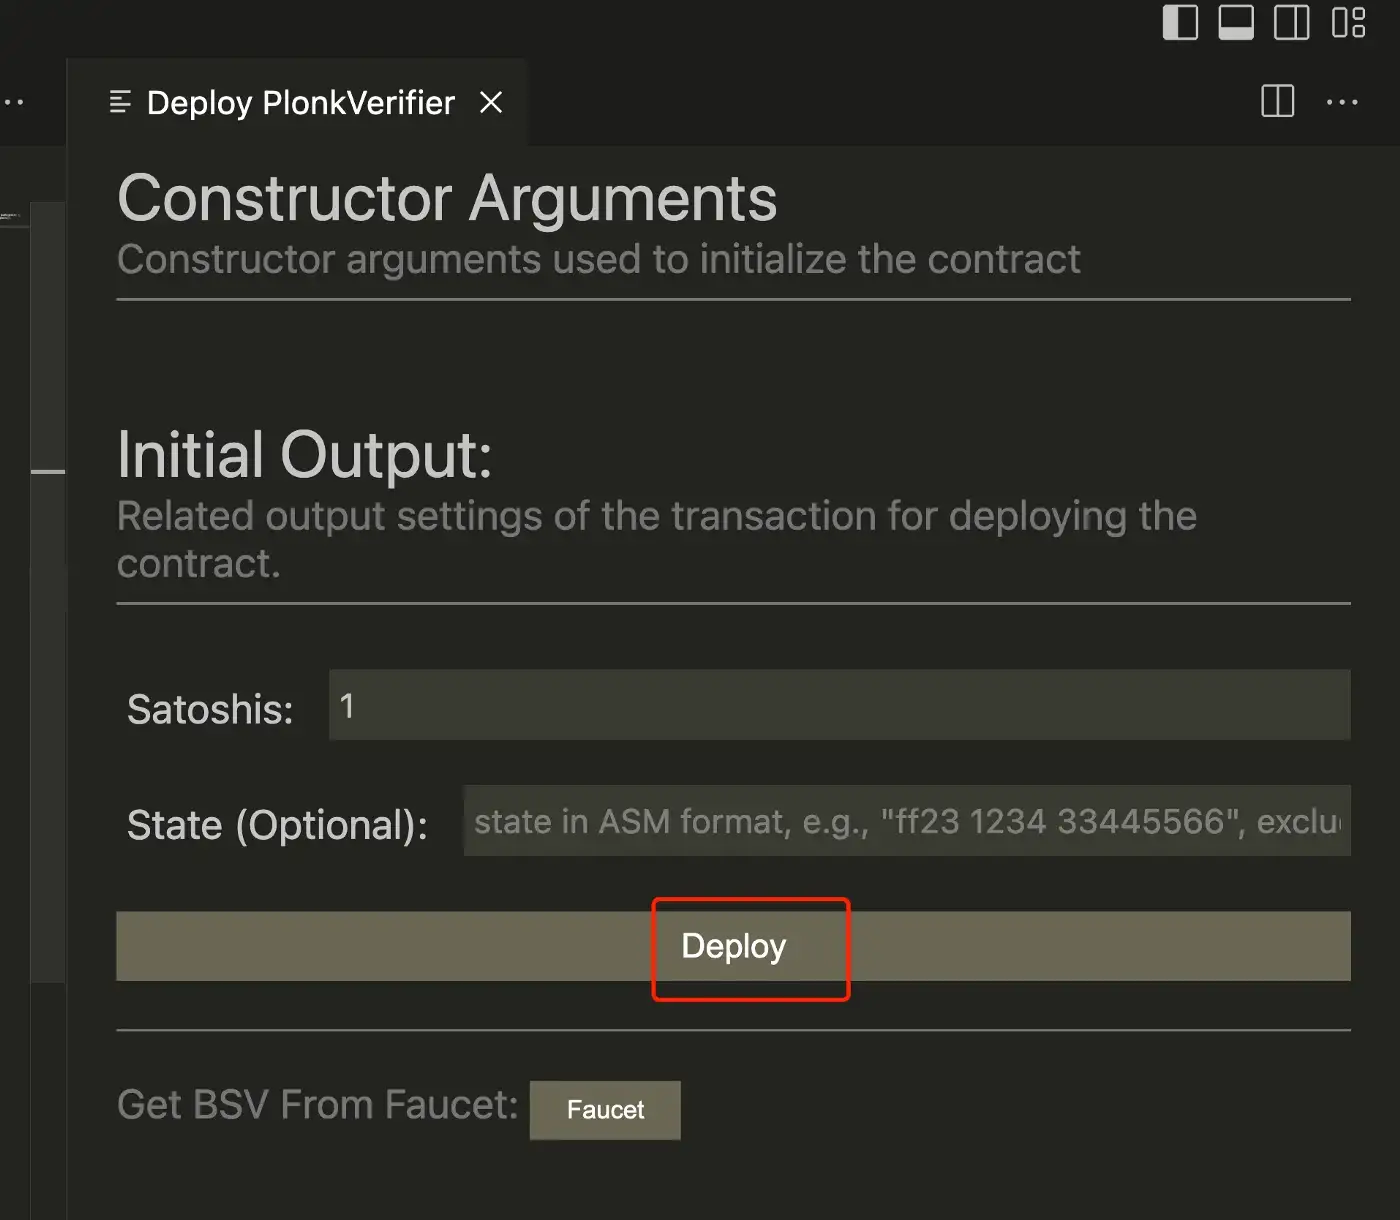 Deploy PlonkVerifier
Constructor Arguments
Constructor arguments used to initialize the contract
Initial Output:
Related output settings of the transaction for deploying the
contract.
Satoshis: 1
State (Optional): state in ASM format, e.g., "ff23 1234 33445566", exclu
Deploy
Get BSV From Faucet: Faucet